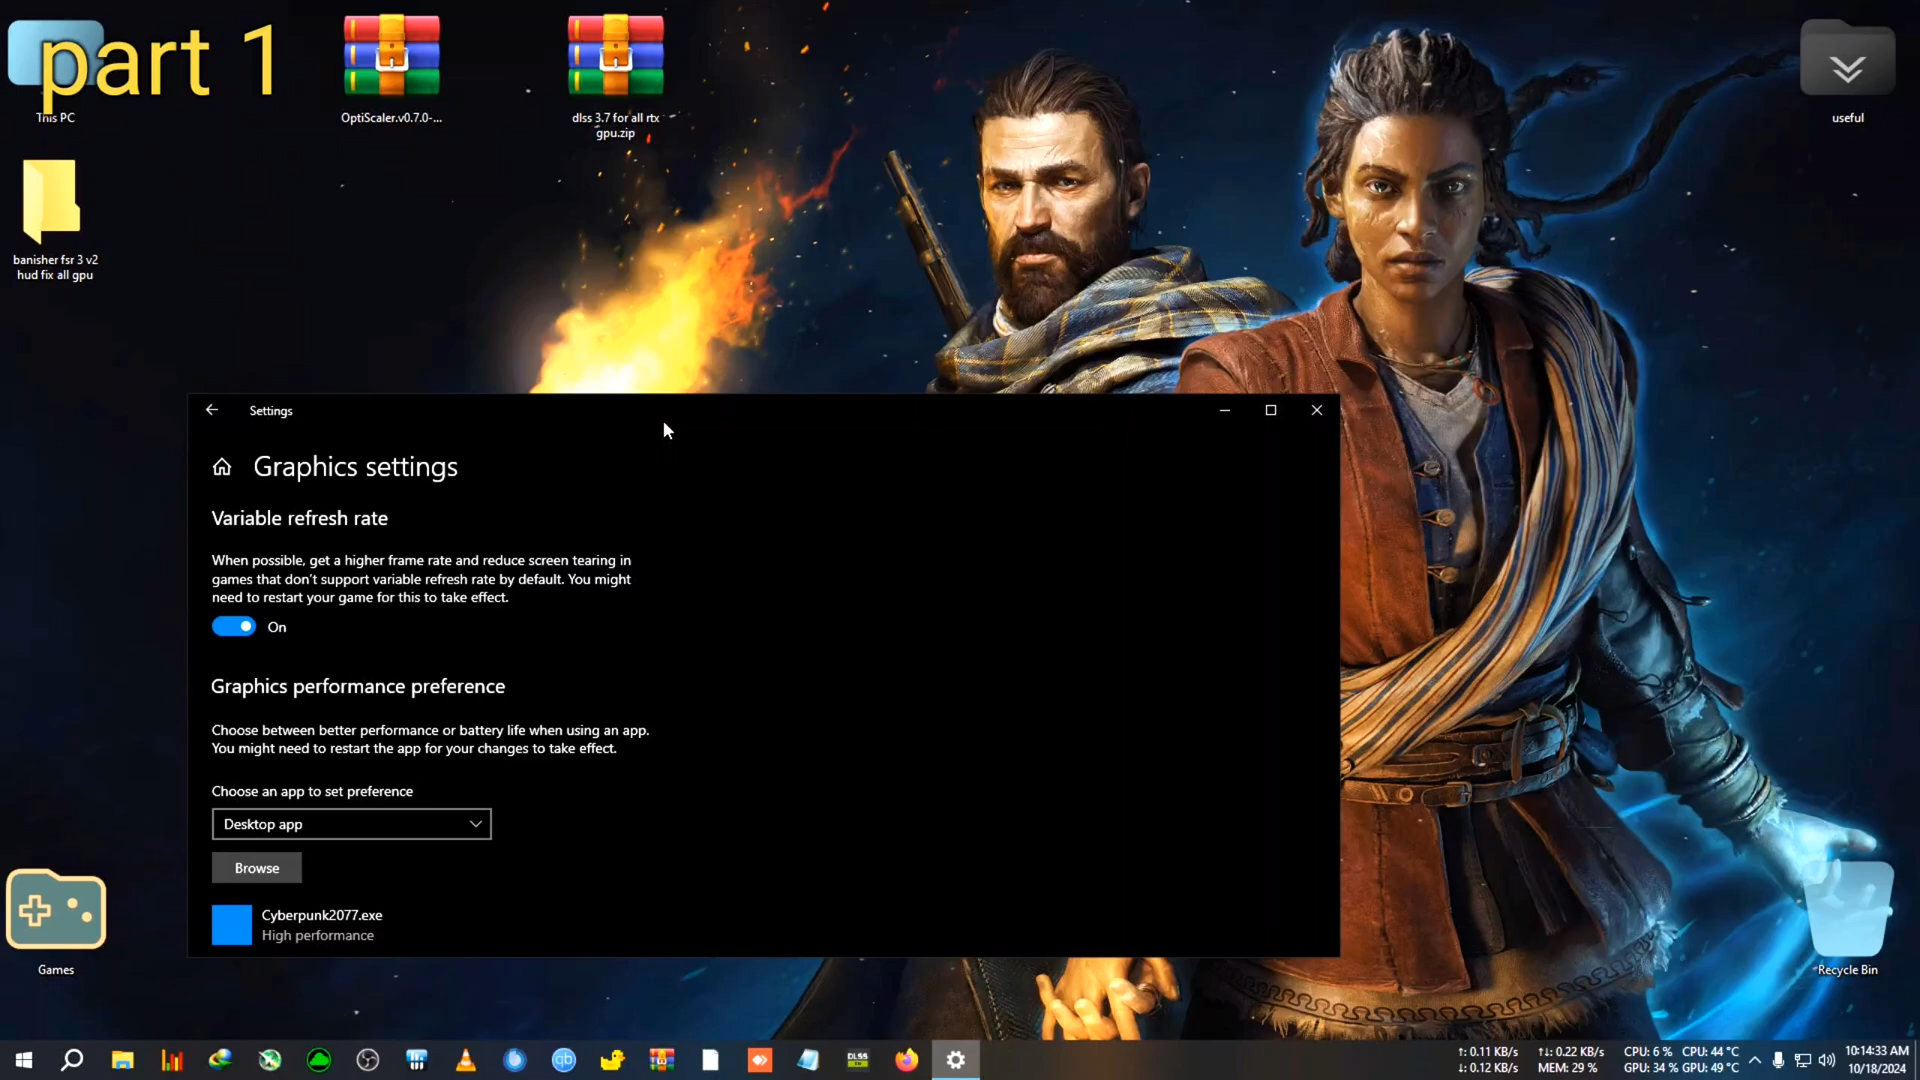 part 1
This PC
OptiScaler.v0.7.0-...
dlss 3.7 for all rtx
gpu.zip
useful
banisher fsr 3 v2
hud fix all gpu
Settings
Graphics settings
Variable refresh rate
When possible, get a higher frame rate and reduce screen tearing in
games that don't support variable refresh rate by default. You might
need to restart your game for this to take effect.
On
Graphics performance preference
Choose between better performance or battery life when using an app.
You might need to restart the app for your changes to take effect.
Choose an app to set preference
Desktop app
Browse
Cyberpunk2077.exe
High performance
Games
Recycle Bin
qb
DLSS
↑: 0.11 KB/s
↓: 0.12 KB/s
↑↓: 0.22 KB/s
MEM: 29 %
CPU: 6 % CPU: 44 °C
GPU: 34 % GPU: 49 °C
10:14:33 AM
10/18/2024